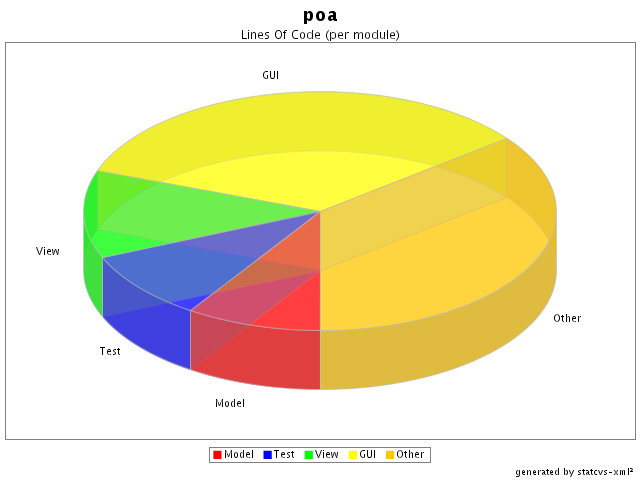 poa
Lines Of Code (per module)
GUI
View
Other
Test
Model
Model Test View GUI Other
generated by statcvs-xml²